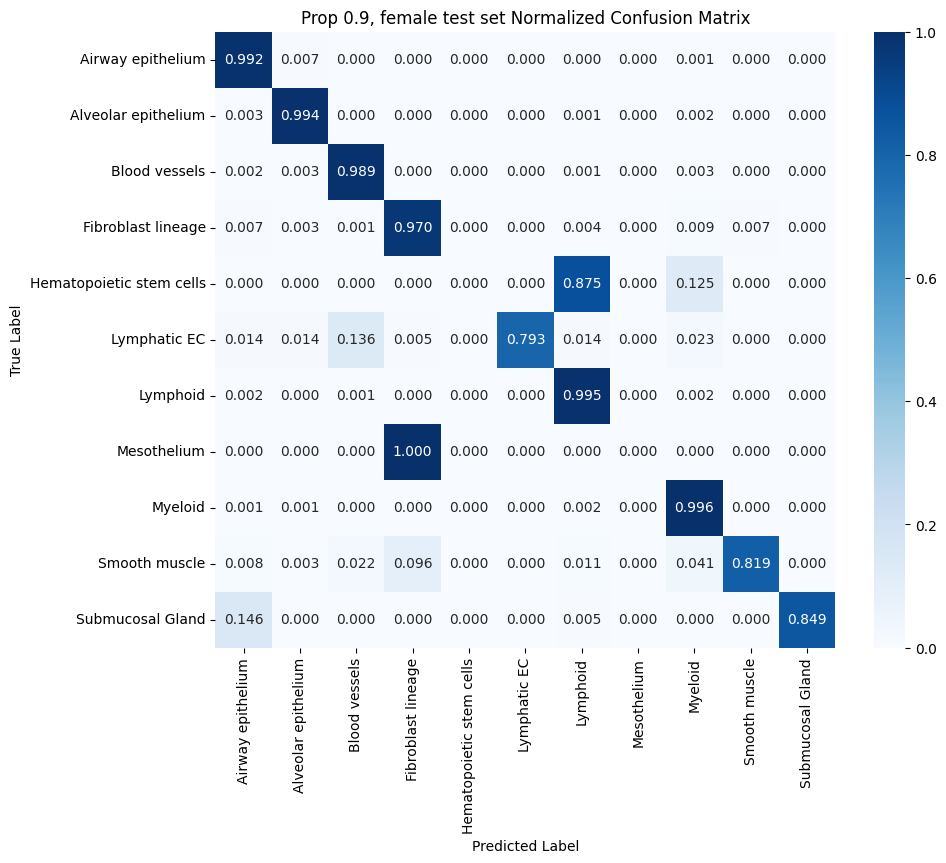 Prop 0.9, female test set Normalized Confusion Matrix
Airway epithelium 0.992 0.007 0.000 0.000 0.000 0.000 0.000 0.000 0.001 0.000 0.000
Alveolar epithelium 0.003 0.994 0.000 0.000 0.000 0.000 0.001 0.000 0.002 0.000 0.000
Blood vessels 0.002 0.003 0.989 0.000 0.000 0.000 0.001 0.000 0.003 0.000 0.000
Fibroblast lineage 0.007 0.003 0.001 0.970 0.000 0.000 0.004 0.000 0.009 0.007 0.000
Hematopoietic stem cells 0.000 0.000 0.000 0.000 0.000 0.000 0.875 0.000 0.125 0.000 0.000
Lymphatic EC 0.014 0.014 0.136 0.005 0.000 0.793 0.014 0.000 0.023 0.000 0.000
Lymphoid 0.002 0.000 0.001 0.000 0.000 0.000 0.995 0.000 0.002 0.000 0.000
Mesothelium 0.000 0.000 0.000 1.000 0.000 0.000 0.000 0.000 0.000 0.000 0.000
Myeloid 0.001 0.001 0.000 0.000 0.000 0.000 0.002 0.000 0.996 0.000 0.000
Smooth muscle 0.008 0.003 0.022 0.096 0.000 0.000 0.011 0.000 0.041 0.819 0.000
Submucosal Gland 0.146 0.000 0.000 0.000 0.000 0.000 0.005 0.000 0.000 0.000 0.849
True Label
Airway epithelium
Alveolar epithelium
Blood vessels
Fibroblast lineage
Hematopoietic stem cells
Lymphatic EC
Lymphoid
Mesothelium
Myeloid
Smooth muscle
Submucosal Gland
Predicted Label
1.0
0.8
0.6
0.4
0.2
0.0